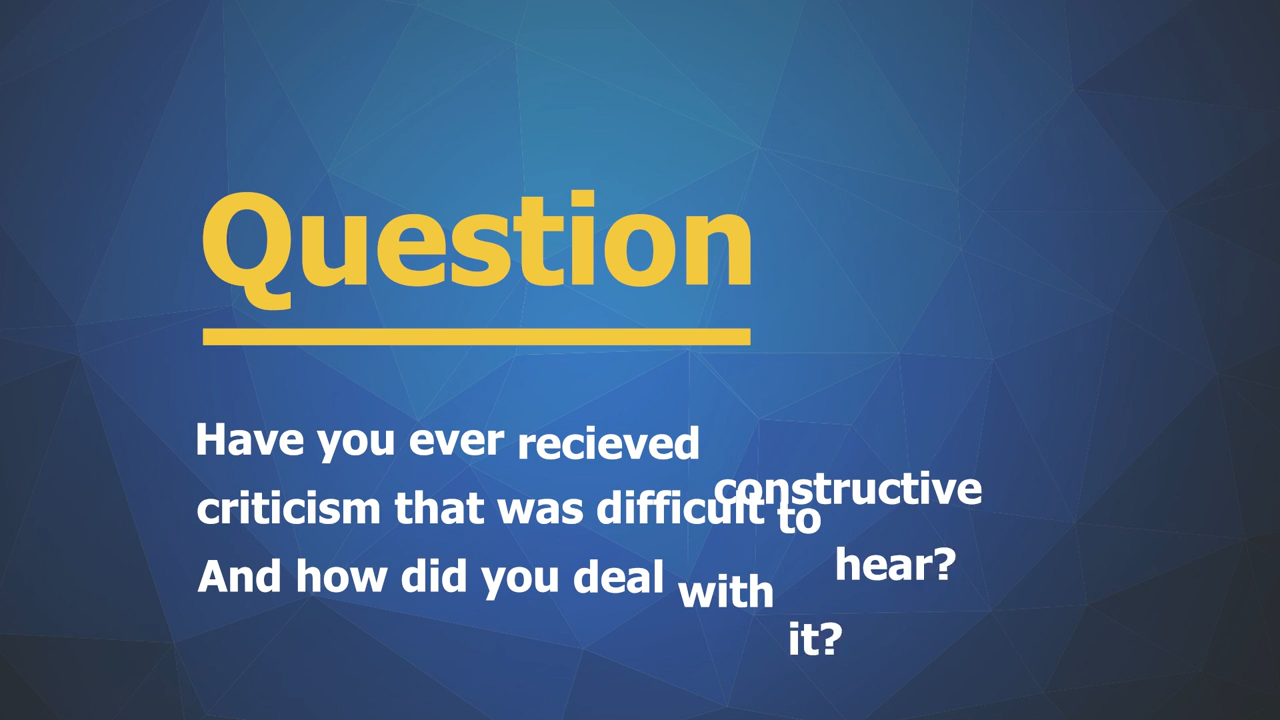 Question
Have you ever recieved constructive
criticism that was difficult to hear?
And how did you deal with it?